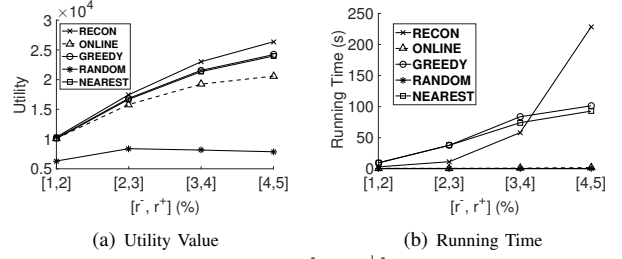 ×10⁴
3
2.5
2
1.5
1
0.5
Utility
RECON
ONLINE
GREEDY
RANDOM
NEAREST
[1,2] [2,3] [3,4] [4,5]
[r⁻, r⁺] (%)
(a) Utility Value
250
200
150
100
50
0
Running Time (s)
RECON
ONLINE
GREEDY
RANDOM
NEAREST
[1,2] [2,3] [3,4] [4,5]
[r⁻, r⁺] (%)
(b) Running Time